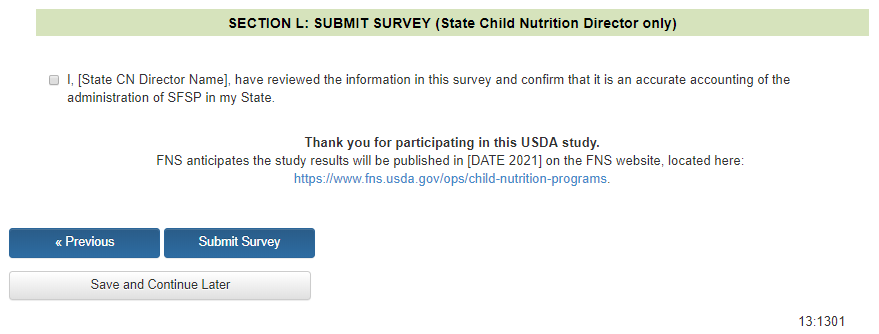 SECTION L: SUBMIT SURVEY (State Child Nutrition Director only)
I, [State CN Director Name], have reviewed the information in this survey and confirm that it is an accurate accounting of the
administration of SFSP in my State.
Thank you for participating in this USDA study.
FNS anticipates the study results will be published in [DATE 2021] on the FNS website, located here:
https://www.fns.usda.gov/ops/child-nutrition-programs.
« Previous
Submit Survey
Save and Continue Later
13:1301